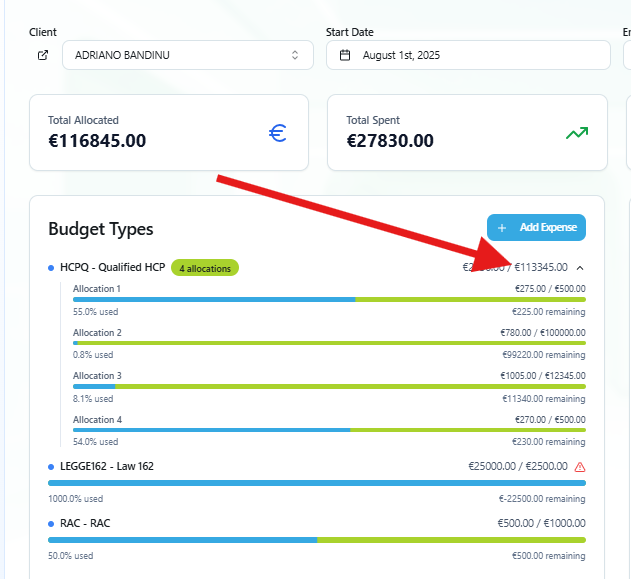 Client
Start Date
ADRIANO BANDINU
August 1st, 2025
Total Allocated
€116845.00
€
Total Spent
€27830.00
Budget Types
+ Add Expense
HCPQ - Qualified HCP
4 allocations
/ €113345.00
Allocation 1
€275.00 / €500.00
55.0% used
€225.00 remaining
Allocation 2
€780.00 / €100000.00
0.8% used
€99220.00 remaining
Allocation 3
€1005.00 / €12345.00
8.1% used
€11340.00 remaining
Allocation 4
€270.00 / €500.00
54.0% used
€230.00 remaining
LEGGE162 - Law 162
€25000.00 / €2500.00
1000.0% used
€-22500.00 remaining
RAC - RAC
€500.00 / €1000.00
50.0% used
€500.00 remaining